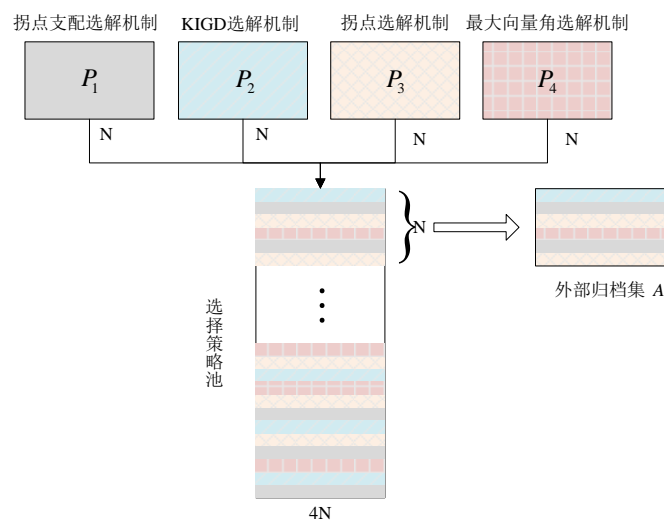 拐点支配选解机制
KIGD选解机制
拐点选解机制
最大向量角选解机制
P1
P2
P3
P4
N
N
N
N
N
选择策略池
外部归档集 A
4N